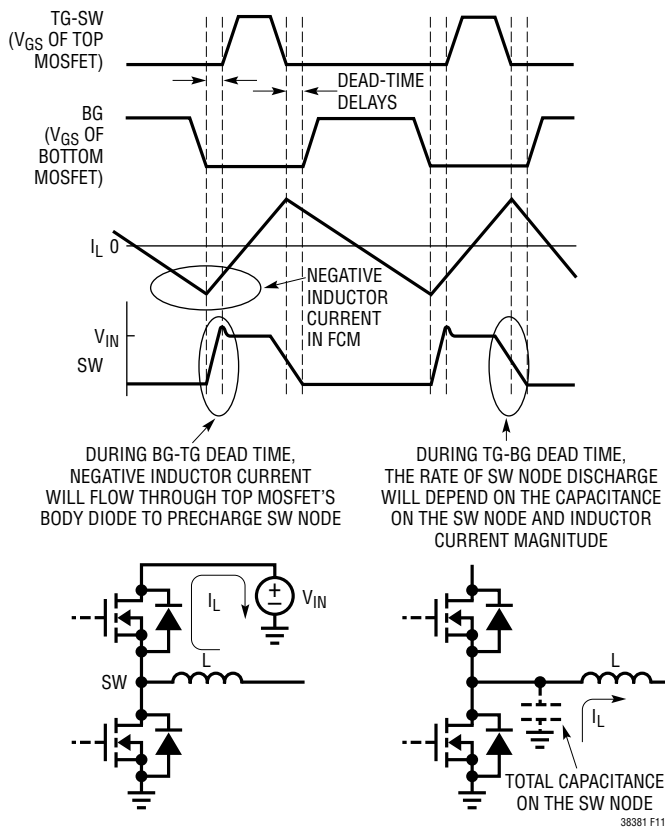 TG-SW
(VGS OF TOP
MOSFET)
DEAD-TIME
DELAYS
BG
(VGS OF
BOTTOM
MOSFET)
IL 0
NEGATIVE
INDUCTOR
CURRENT
IN FCM
VIN
SW
DURING BG-TG DEAD TIME,
NEGATIVE INDUCTOR CURRENT
WILL FLOW THROUGH TOP MOSFET'S
BODY DIODE TO PRECHARGE SW NODE
DURING TG-BG DEAD TIME,
THE RATE OF SW NODE DISCHARGE
WILL DEPEND ON THE CAPACITANCE
ON THE SW NODE AND INDUCTOR
CURRENT MAGNITUDE
IL
+
–
VIN
L
SW
L
IL
TOTAL CAPACITANCE
ON THE SW NODE
38381 F11